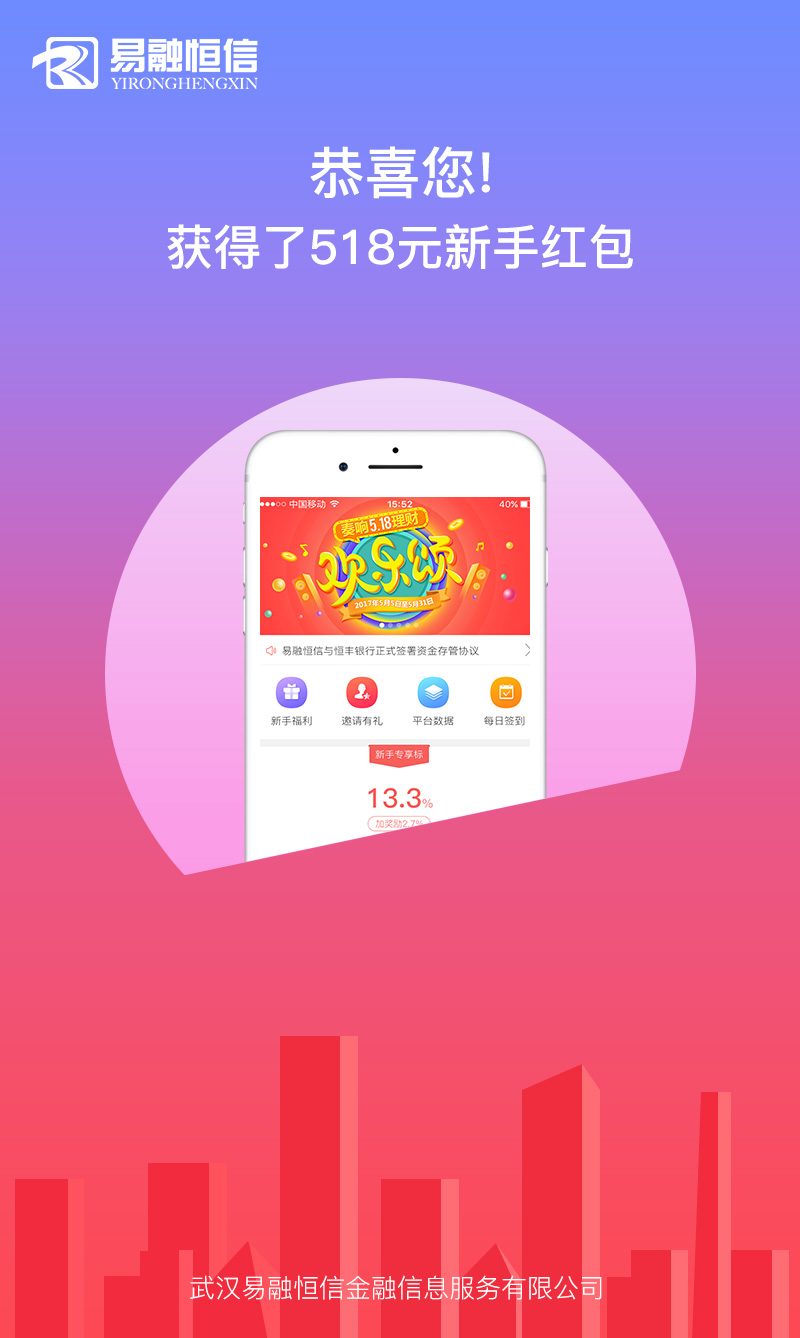 易融恒信
YIRONGHENGXIN
恭喜您!
获得了518元新手红包
中国移动 15:52 40%
奏响5.18理财
欢乐颂
2017年5月5日至5月31日
易融恒信与恒丰银行正式签署资金存管协议
新手福利 邀请有礼 平台数据 每日签到
新手专享标
13.3%
加奖励2.7%
武汉易融恒信金融信息服务有限公司